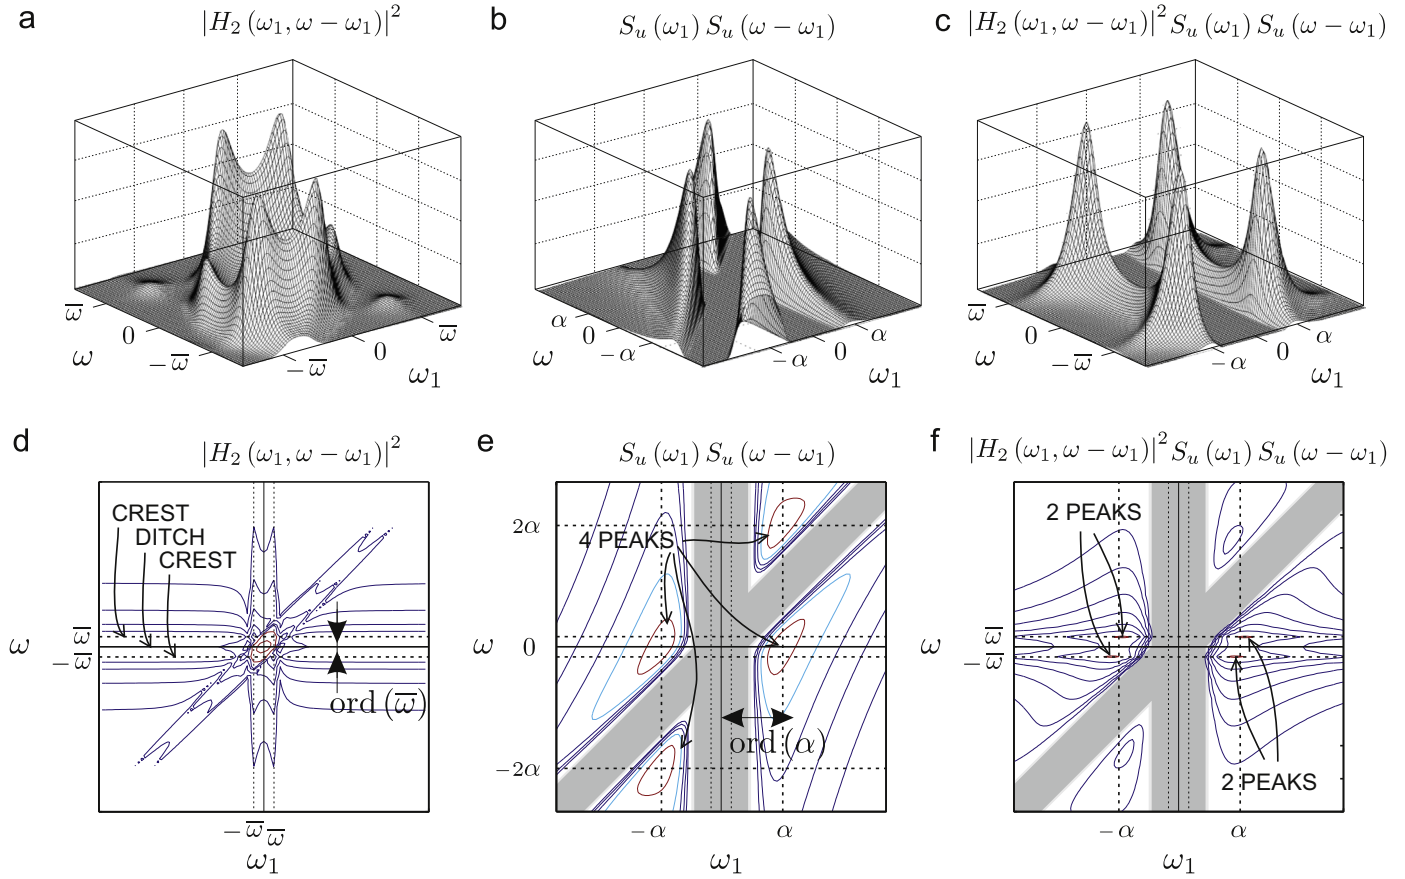 a |H₂(ω₁, ω − ω₁)|²
b Sᵤ(ω₁) Sᵤ(ω − ω₁)
c |H₂(ω₁, ω − ω₁)|² Sᵤ(ω₁) Sᵤ(ω − ω₁)
ω̅
0
−ω̅
ω
−ω̅
0
ω̅
ω₁
α
0
−α
ω
−α
0
α
ω₁
ω̅
0
−ω̅
ω
−α
0
α
ω₁
d |H₂(ω₁, ω − ω₁)|²
CREST
DITCH
CREST
ω̅
ω
−ω̅
ord(ω̅)
−ω̅ ω̅
ω₁
e Sᵤ(ω₁) Sᵤ(ω − ω₁)
2α
4 PEAKS
ω 0
ord(α)
−2α
−α α
ω₁
f |H₂(ω₁, ω − ω₁)|² Sᵤ(ω₁) Sᵤ(ω − ω₁)
2 PEAKS
ω̅
ω
−ω̅
2 PEAKS
−α α
ω₁